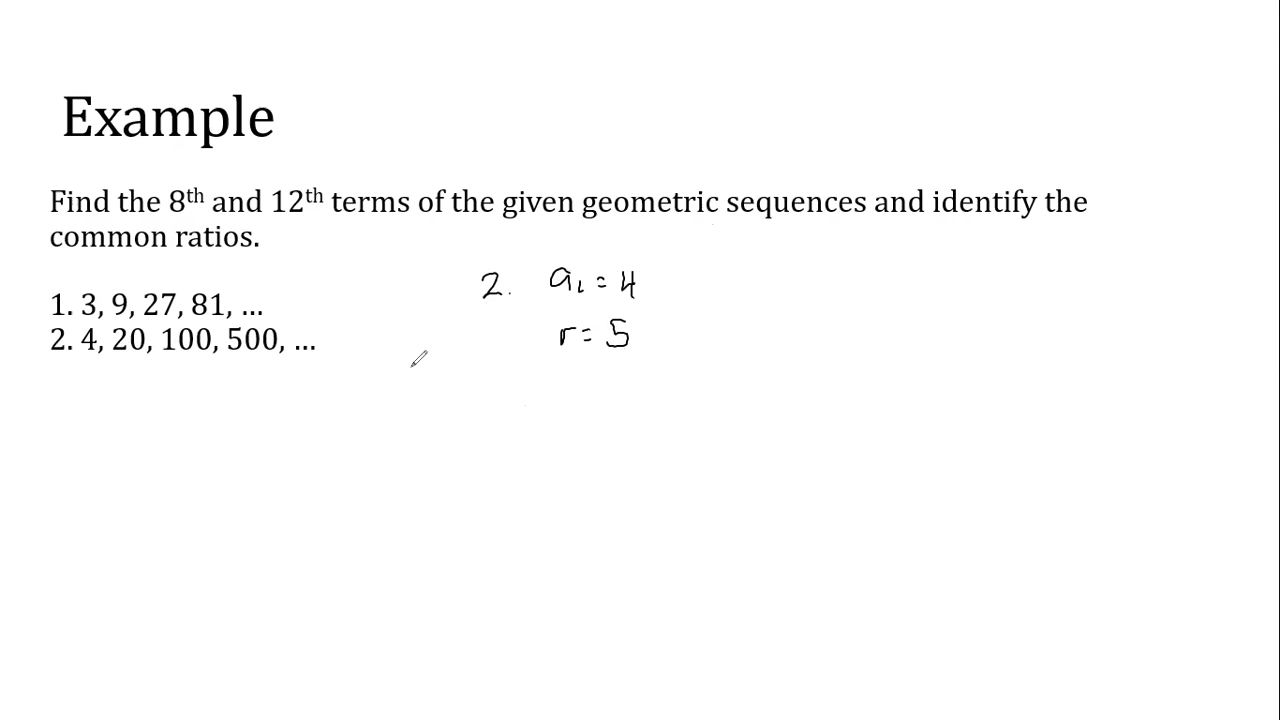 Example
Find the 8th and 12th terms of the given geometric sequences and identify the
common ratios.
1. 3, 9, 27, 81, ...
2. 4, 20, 100, 500, ...
2. a₁ = 4
r = 5